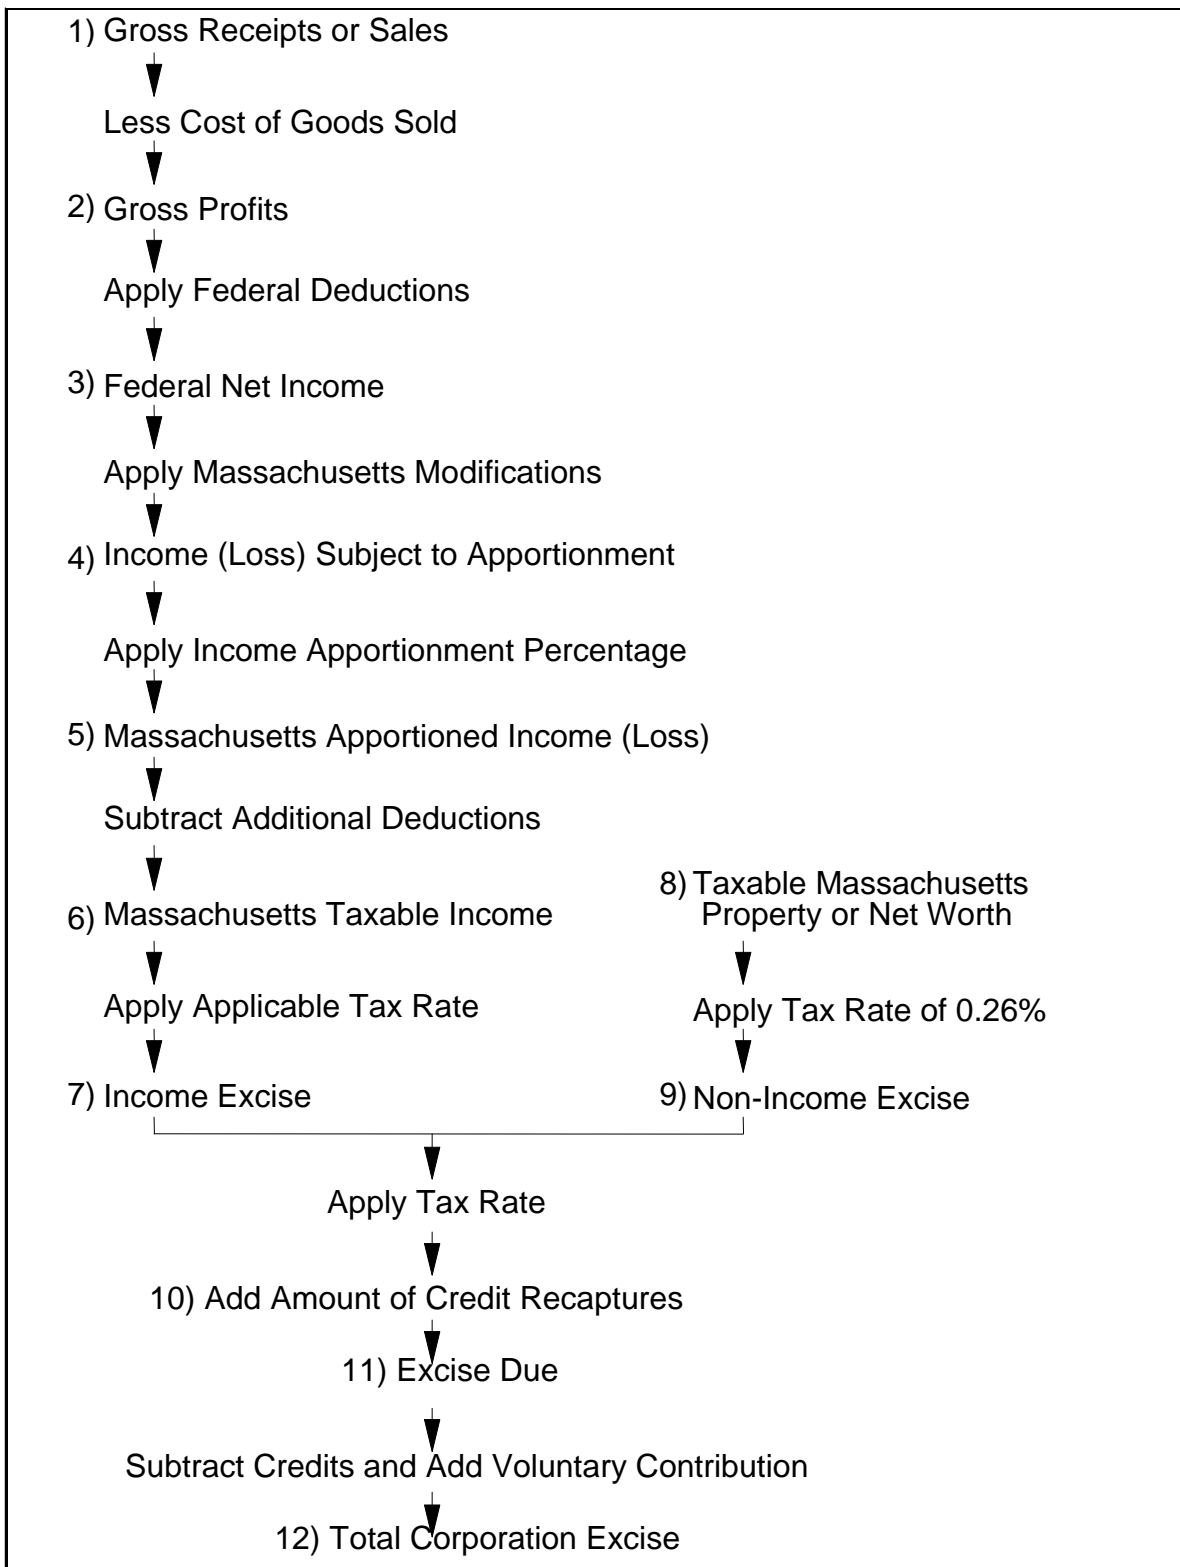 1) Gross Receipts or Sales
Less Cost of Goods Sold
2) Gross Profits
Apply Federal Deductions
3) Federal Net Income
Apply Massachusetts Modifications
4) Income (Loss) Subject to Apportionment
Apply Income Apportionment Percentage
5) Massachusetts Apportioned Income (Loss)
Subtract Additional Deductions
6) Massachusetts Taxable Income
Apply Applicable Tax Rate
7) Income Excise
8) Taxable Massachusetts
Property or Net Worth
Apply Tax Rate of 0.26%
9) Non-Income Excise
Apply Tax Rate
10) Add Amount of Credit Recaptures
11) Excise Due
Subtract Credits and Add Voluntary Contribution
12) Total Corporation Excise